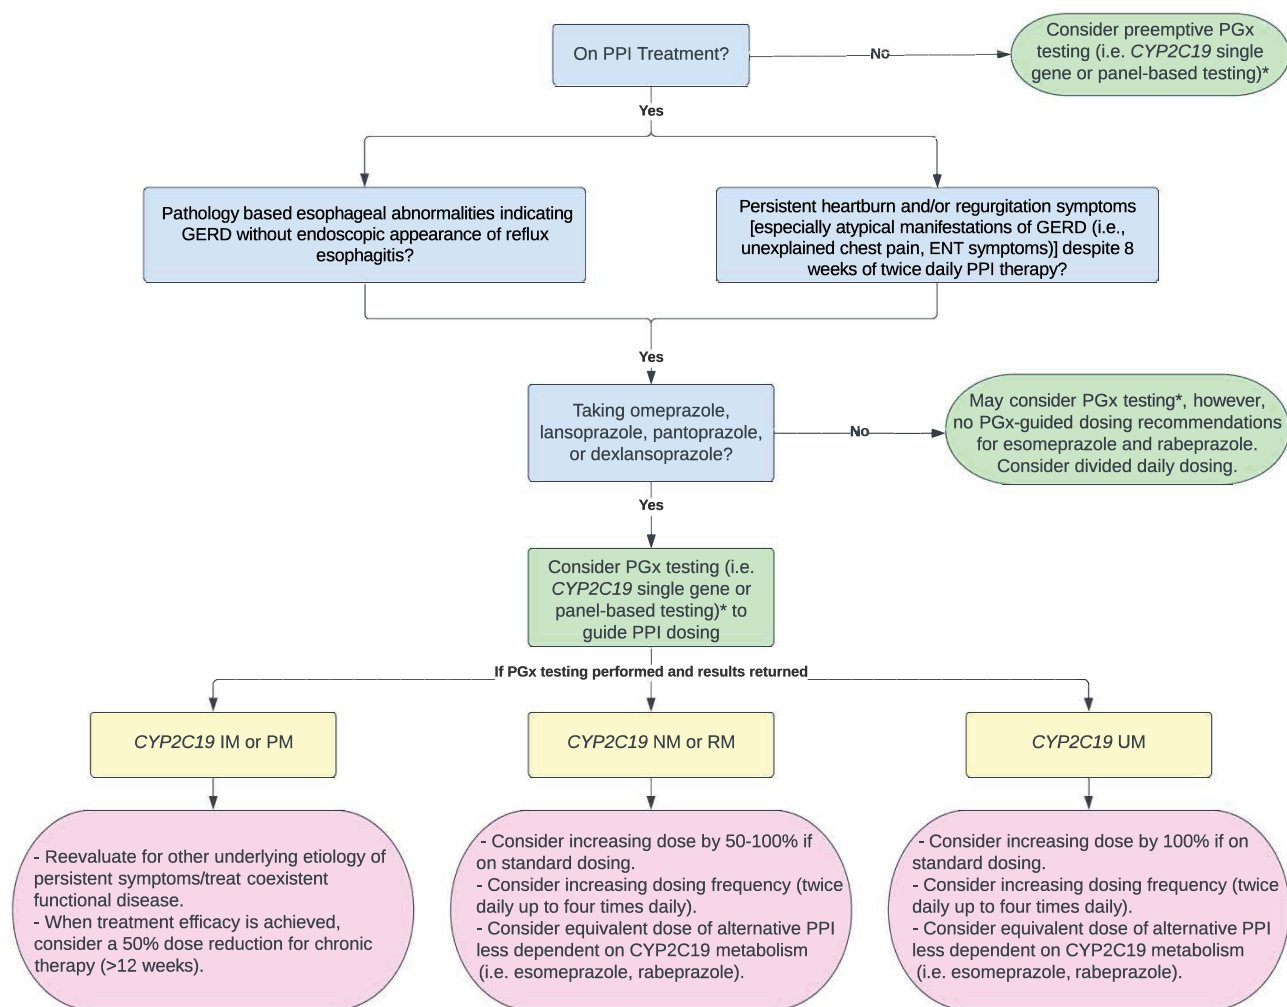 On PPI Treatment?
No
Consider preemptive PGx
testing (i.e. CYP2C19 single
gene or panel-based testing)*
Yes
Pathology based esophageal abnormalities indicating
GERD without endoscopic appearance of reflux
esophagitis?
Persistent heartburn and/or regurgitation symptoms
[especially atypical manifestations of GERD (i.e.,
unexplained chest pain, ENT symptoms)] despite 8
weeks of twice daily PPI therapy?
Yes
Taking omeprazole,
lansoprazole, pantoprazole,
or dexlansoprazole?
No
May consider PGx testing*, however,
no PGx-guided dosing recommendations
for esomeprazole and rabeprazole.
Consider divided daily dosing.
Yes
Consider PGx testing (i.e.
CYP2C19 single gene or
panel-based testing)* to
guide PPI dosing
If PGx testing performed and results returned
CYP2C19 IM or PM
CYP2C19 NM or RM
CYP2C19 UM
- Reevaluate for other underlying etiology of
persistent symptoms/treat coexistent
functional disease.
- When treatment efficacy is achieved,
consider a 50% dose reduction for chronic
therapy (>12 weeks).
- Consider increasing dose by 50-100% if
on standard dosing.
- Consider increasing dosing frequency (twice
daily up to four times daily).
- Consider equivalent dose of alternative PPI
less dependent on CYP2C19 metabolism
(i.e. esomeprazole, rabeprazole).
- Consider increasing dose by 100% if on
standard dosing.
- Consider increasing dosing frequency (twice
daily up to four times daily).
- Consider equivalent dose of alternative PPI
less dependent on CYP2C19 metabolism
(i.e. esomeprazole, rabeprazole).